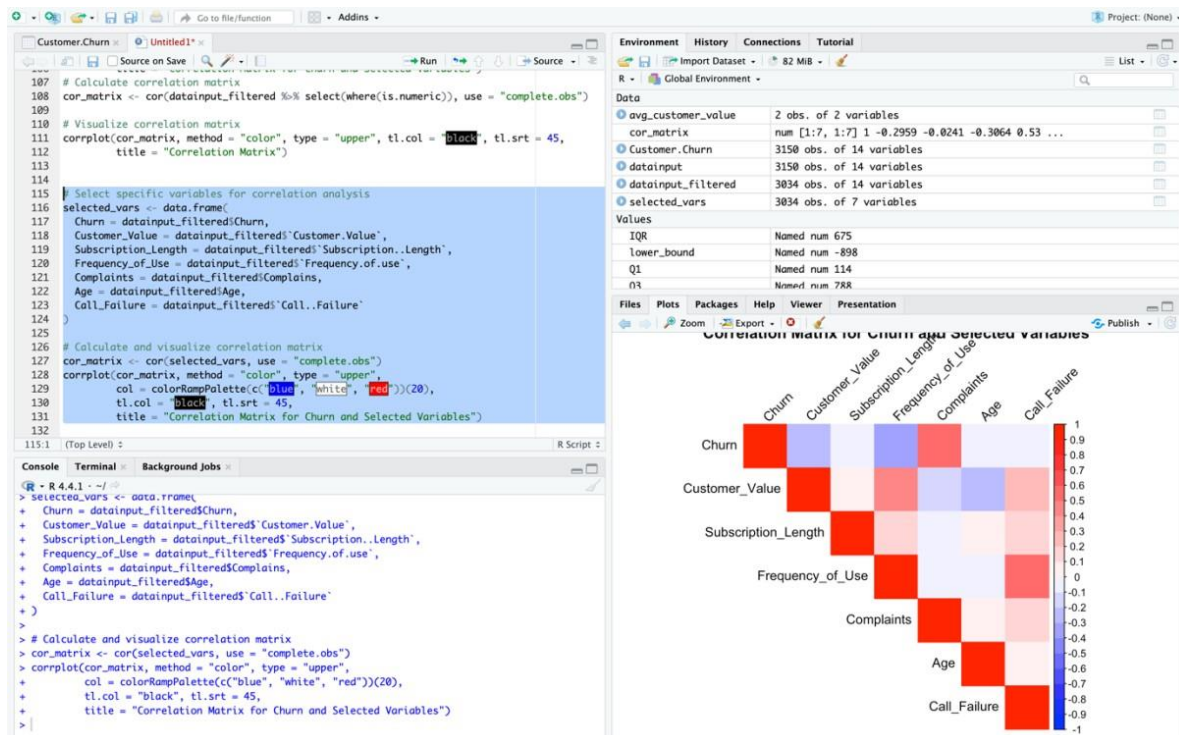 Go to file/function
Addins
Project: (None)
Customer.Churn
Untitled1*
Source on Save
Run
Source
107 # Calculate correlation matrix
108 cor_matrix <- cor(datainput_filtered %>% select(where(is.numeric)), use = "complete.obs")
109
110 # Visualize correlation matrix
111 corrplot(cor_matrix, method = "color", type = "upper", tl.col = "black", tl.srt = 45,
112 title = "Correlation Matrix")
113
114
115 # Select specific variables for correlation analysis
116 selected_vars <- data.frame(
117 Churn = datainput_filtered$Churn,
118 Customer_Value = datainput_filtered$`Customer.Value`,
119 Subscription_Length = datainput_filtered$`Subscription..Length`,
120 Frequency_of_Use = datainput_filtered$`Frequency.of.use`,
121 Complaints = datainput_filtered$Complains,
122 Age = datainput_filtered$Age,
123 Call_Failure = datainput_filtered$`Call..Failure`
124 )
125
126 # Calculate and visualize correlation matrix
127 cor_matrix <- cor(selected_vars, use = "complete.obs")
128 corrplot(cor_matrix, method = "color", type = "upper",
129 col = colorRampPalette(c("blue", "white", "red"))(20),
130 tl.col = "black", tl.srt = 45,
131 title = "Correlation Matrix for Churn and Selected Variables")
132
115:1 (Top Level) R Script
Console Terminal Background Jobs
R 4.4.1 · ~/
> selected_vars <- data.frame(
+ Churn = datainput_filtered$Churn,
+ Customer_Value = datainput_filtered$`Customer.Value`,
+ Subscription_Length = datainput_filtered$`Subscription..Length`,
+ Frequency_of_Use = datainput_filtered$`Frequency.of.use`,
+ Complaints = datainput_filtered$Complains,
+ Age = datainput_filtered$Age,
+ Call_Failure = datainput_filtered$`Call..Failure`
+ )
>
> # Calculate and visualize correlation matrix
> cor_matrix <- cor(selected_vars, use = "complete.obs")
> corrplot(cor_matrix, method = "color", type = "upper",
+ col = colorRampPalette(c("blue", "white", "red"))(20),
+ tl.col = "black", tl.srt = 45,
+ title = "Correlation Matrix for Churn and Selected Variables")
>
Environment History Connections Tutorial
Import Dataset 82 MiB List
R Global Environment
Data
avg_customer_value 2 obs. of 2 variables
cor_matrix num [1:7, 1:7] 1 -0.2959 -0.0241 -0.3064 0.53 ...
Customer.Churn 3150 obs. of 14 variables
datainput 3150 obs. of 14 variables
datainput_filtered 3034 obs. of 14 variables
selected_vars 3034 obs. of 7 variables
Values
IQR Named num 675
lower_bound Named num -898
Q1 Named num 114
Q3 Named num 788
Files Plots Packages Help Viewer Presentation
Zoom Export Publish
Correlation Matrix for Churn and Selected Variables
Churn
Customer_Value
Subscription_Length
Frequency_of_Use
Complaints
Age
Call_Failure
Churn
Customer_Value
Subscription_Length
Frequency_of_Use
Complaints
Age
Call_Failure
1
0.9
0.8
0.7
0.6
0.5
0.4
0.3
0.2
0.1
0
-0.1
-0.2
-0.3
-0.4
-0.5
-0.6
-0.7
-0.8
-0.9
-1